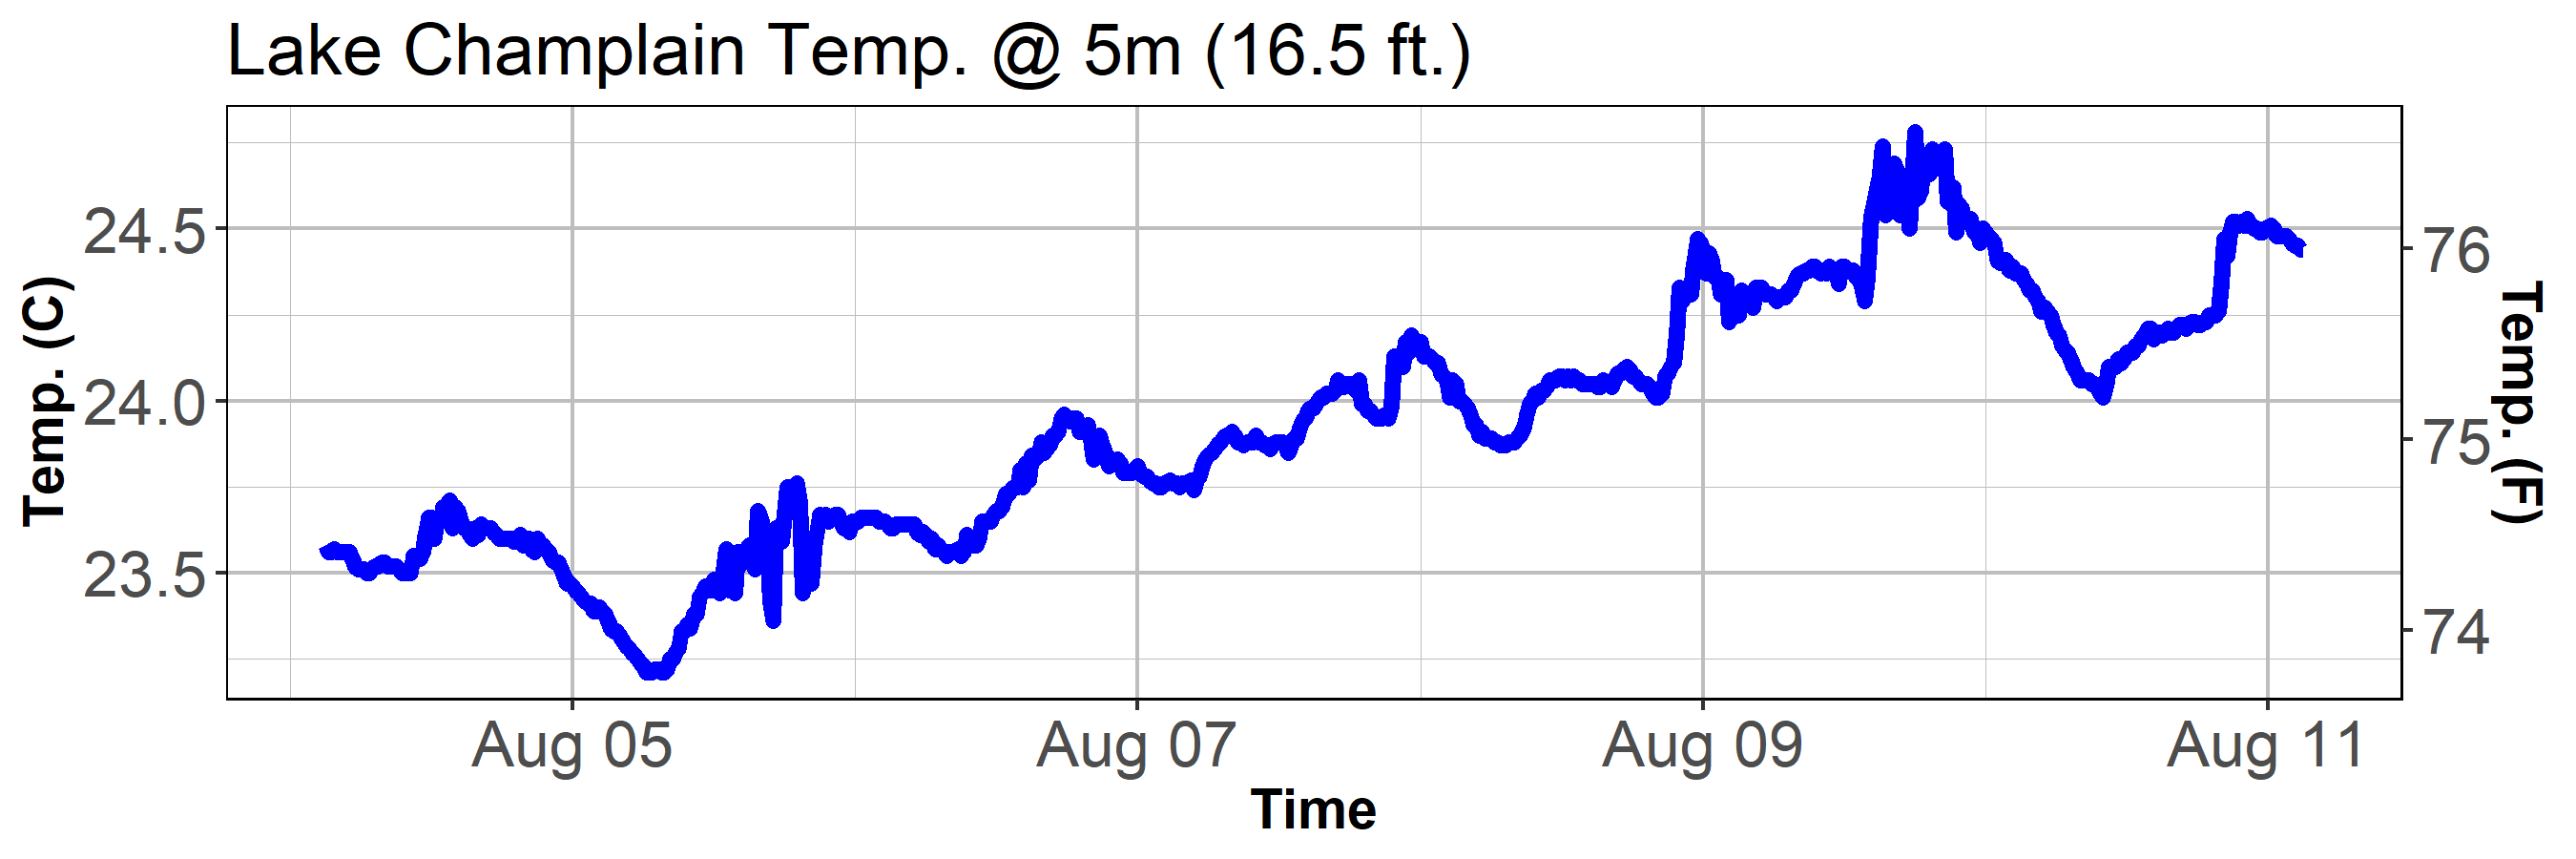 Lake Champlain Temp. @ 5m (16.5 ft.)
Temp. (C)
24.5
24.0
23.5
76
75
74
Temp. (F)
Aug 05 Aug 07 Aug 09 Aug 11
Time